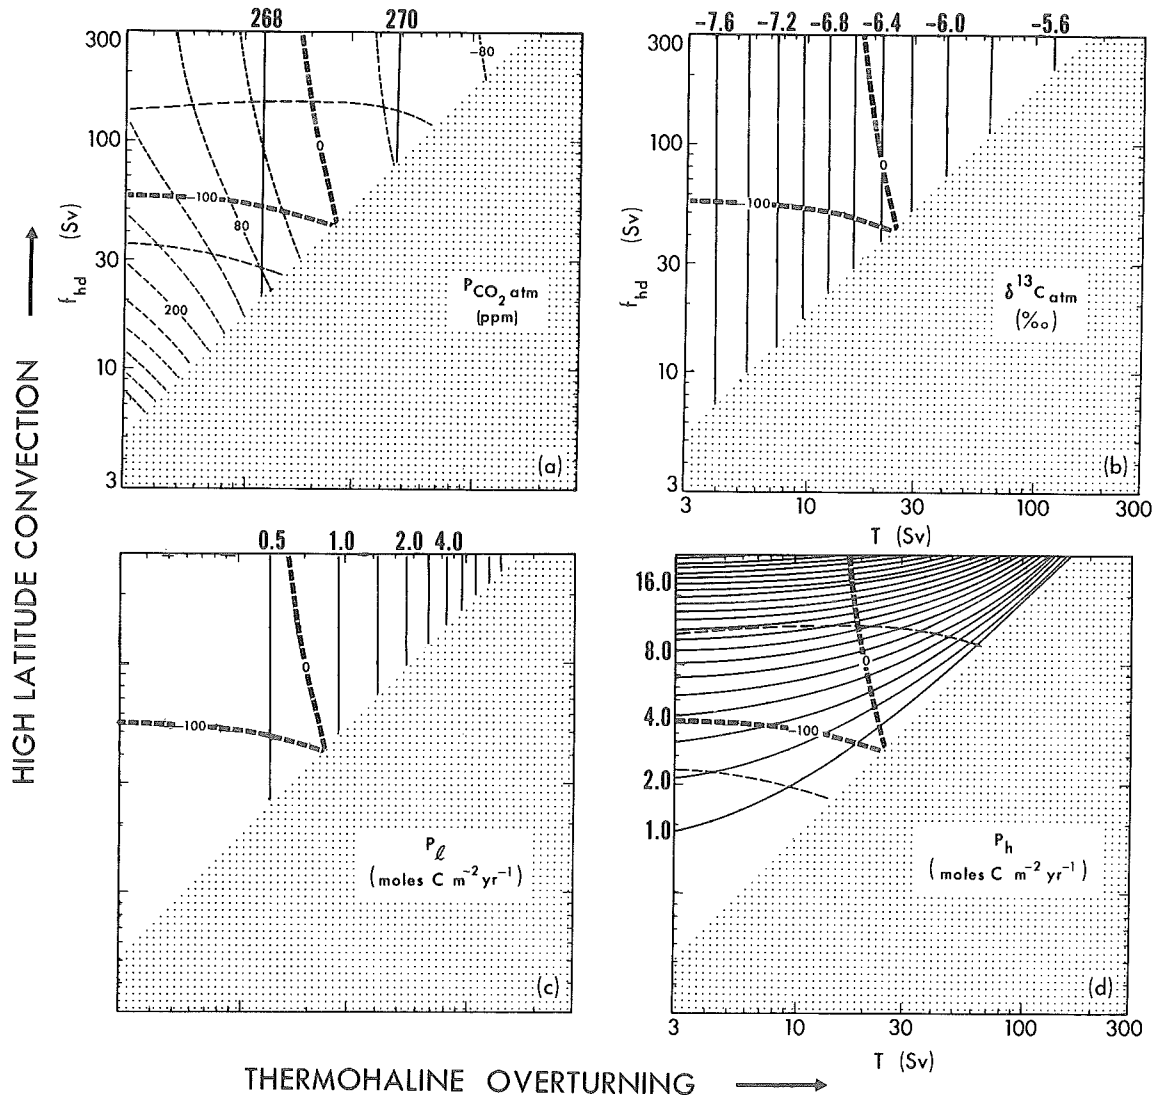 268 270
300
100
30
10
3
-80
0
-100
80
200
P CO₂ atm
(ppm)
(a)
f hd (Sv)
-7.6 -7.2 -6.8 -6.4 -6.0 -5.6
300
100
30
10
3
0
-100
δ¹³C atm
(‰)
(b)
f hd (Sv)
3 10 30 100 300
T (Sv)
0.5 1.0 2.0 4.0
0
-100
P ℓ
(moles C m⁻² yr⁻¹)
(c)
16.0
8.0
4.0
2.0
1.0
0
-100
P h
(moles C m⁻² yr⁻¹)
(d)
3 10 30 100 300
T (Sv)
HIGH LATITUDE CONVECTION
THERMOHALINE OVERTURNING